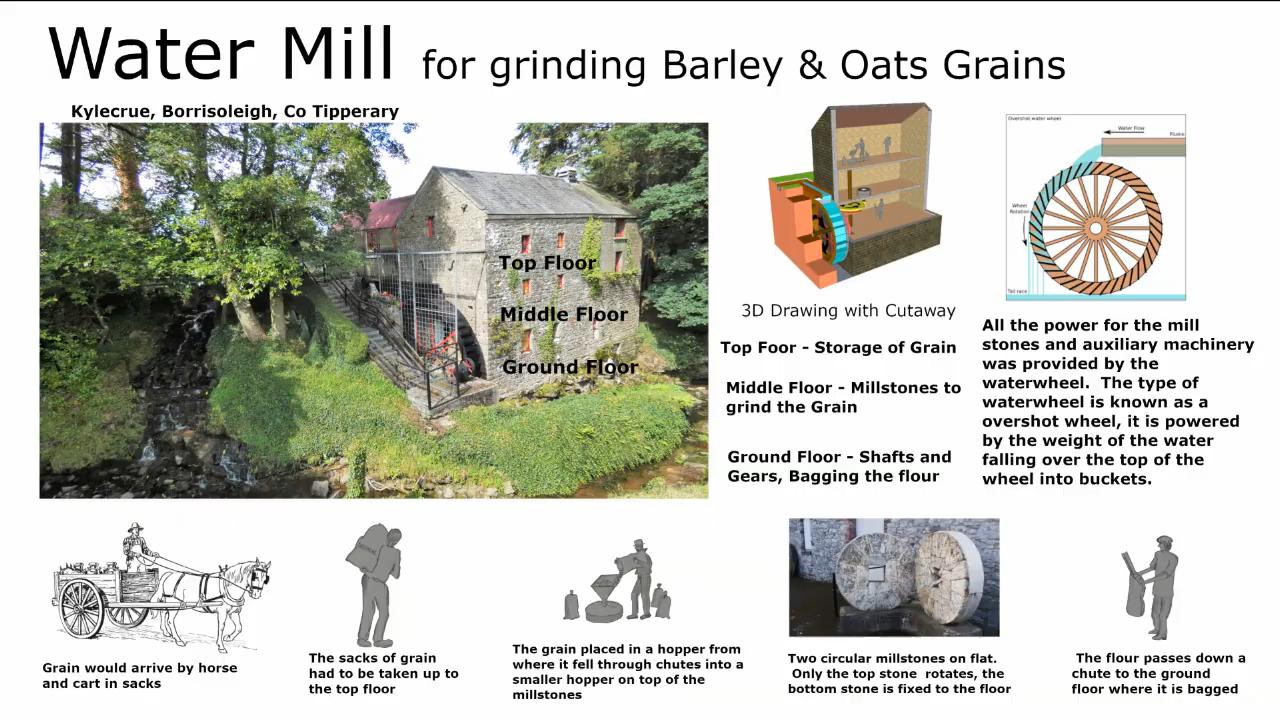 Water Mill for grinding Barley & Oats Grains
Kylecrue, Borrisoleigh, Co Tipperary
Top Floor
Middle Floor
Ground Floor
3D Drawing with Cutaway
Top Foor - Storage of Grain
Middle Floor - Millstones to
grind the Grain
Ground Floor - Shafts and
Gears, Bagging the flour
Overshot water wheel
Water Flow
Flume
Wheel
Rotation
Tail race
All the power for the mill
stones and auxiliary machinery
was provided by the
waterwheel. The type of
waterwheel is known as a
overshot wheel, it is powered
by the weight of the water
falling over the top of the
wheel into buckets.
Grain would arrive by horse
and cart in sacks
The sacks of grain
had to be taken up to
the top floor
The grain placed in a hopper from
where it fell through chutes into a
smaller hopper on top of the
millstones
Two circular millstones on flat.
Only the top stone rotates, the
bottom stone is fixed to the floor
The flour passes down a
chute to the ground
floor where it is bagged